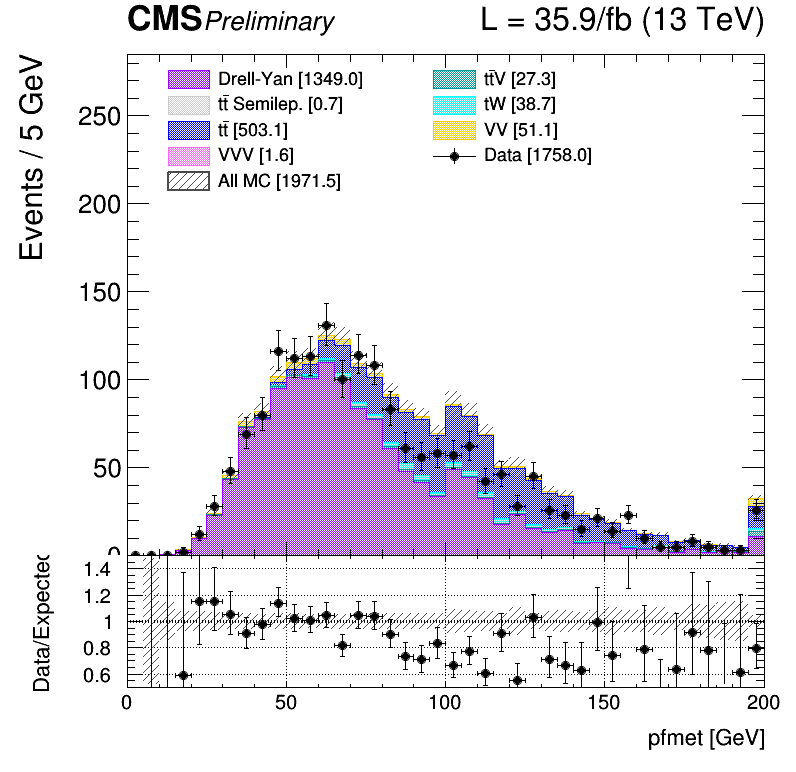 CMS Preliminary L = 35.9/fb (13 TeV)
Events / 5 GeV
Drell-Yan [1349.0]
tt̄ Semilep. [0.7]
tt̄ [503.1]
VVV [1.6]
All MC [1971.5]
tt̄V [27.3]
tW [38.7]
VV [51.1]
Data [1758.0]
250
200
150
100
50
0
Data/Expected
1.4
1.2
1
0.8
0.6
0 50 100 150 200
pfmet [GeV]